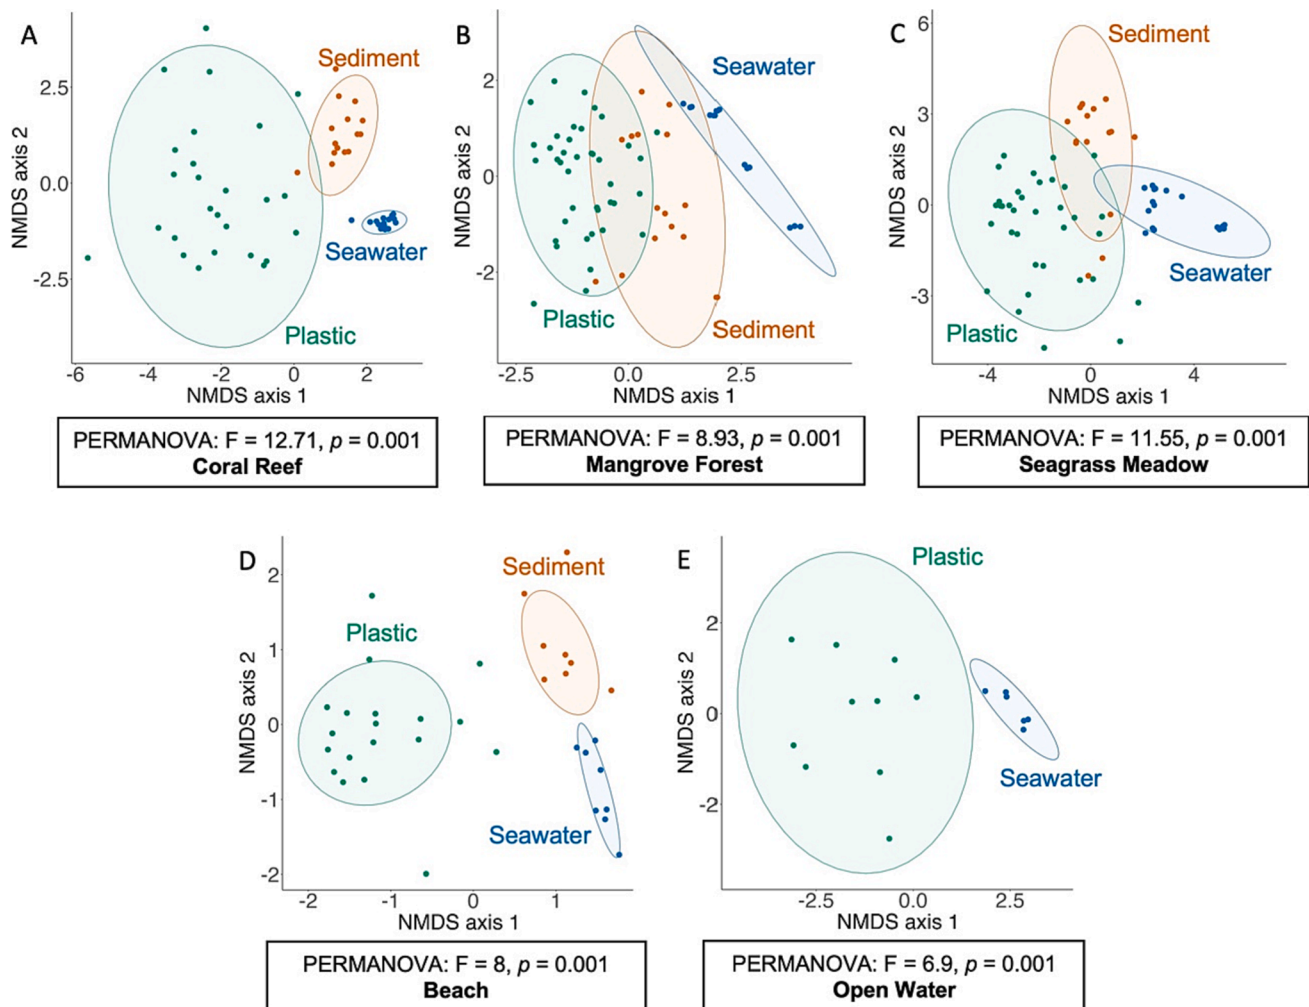 A
Sediment
2.5
0.0
-2.5
NMDS axis 2
Seawater
Plastic
-6 -4 -2 0 2
NMDS axis 1
PERMANOVA: F = 12.71, p = 0.001
Coral Reef
B
Seawater
2
0
-2
NMDS axis 2
Plastic
Sediment
-2.5 0.0 2.5
NMDS axis 1
PERMANOVA: F = 8.93, p = 0.001
Mangrove Forest
C
6
3
0
-3
NMDS axis 2
Sediment
Seawater
Plastic
-4 0 4
NMDS axis 1
PERMANOVA: F = 11.55, p = 0.001
Seagrass Meadow
D
2
1
0
-1
-2
NMDS axis 2
Sediment
Plastic
Seawater
-2 -1 0 1
NMDS axis 1
PERMANOVA: F = 8, p = 0.001
Beach
E
Plastic
2
0
-2
NMDS axis 2
Seawater
-2.5 0.0 2.5
NMDS axis 1
PERMANOVA: F = 6.9, p = 0.001
Open Water